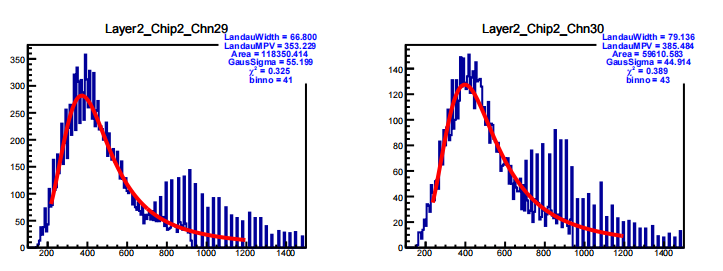 Layer2_Chip2_Chn29
LandauWidth = 66.800
LandauMPV = 353.229
Area = 118350.414
GausSigma = 55.199
χ² = 0.325
binno = 41
350
300
250
200
150
100
50
0
200 400 600 800 1000 1200 1400
Layer2_Chip2_Chn30
LandauWidth = 79.136
LandauMPV = 385.484
Area = 59610.583
GausSigma = 44.914
χ² = 0.389
binno = 43
140
120
100
80
60
40
20
0
200 400 600 800 1000 1200 1400